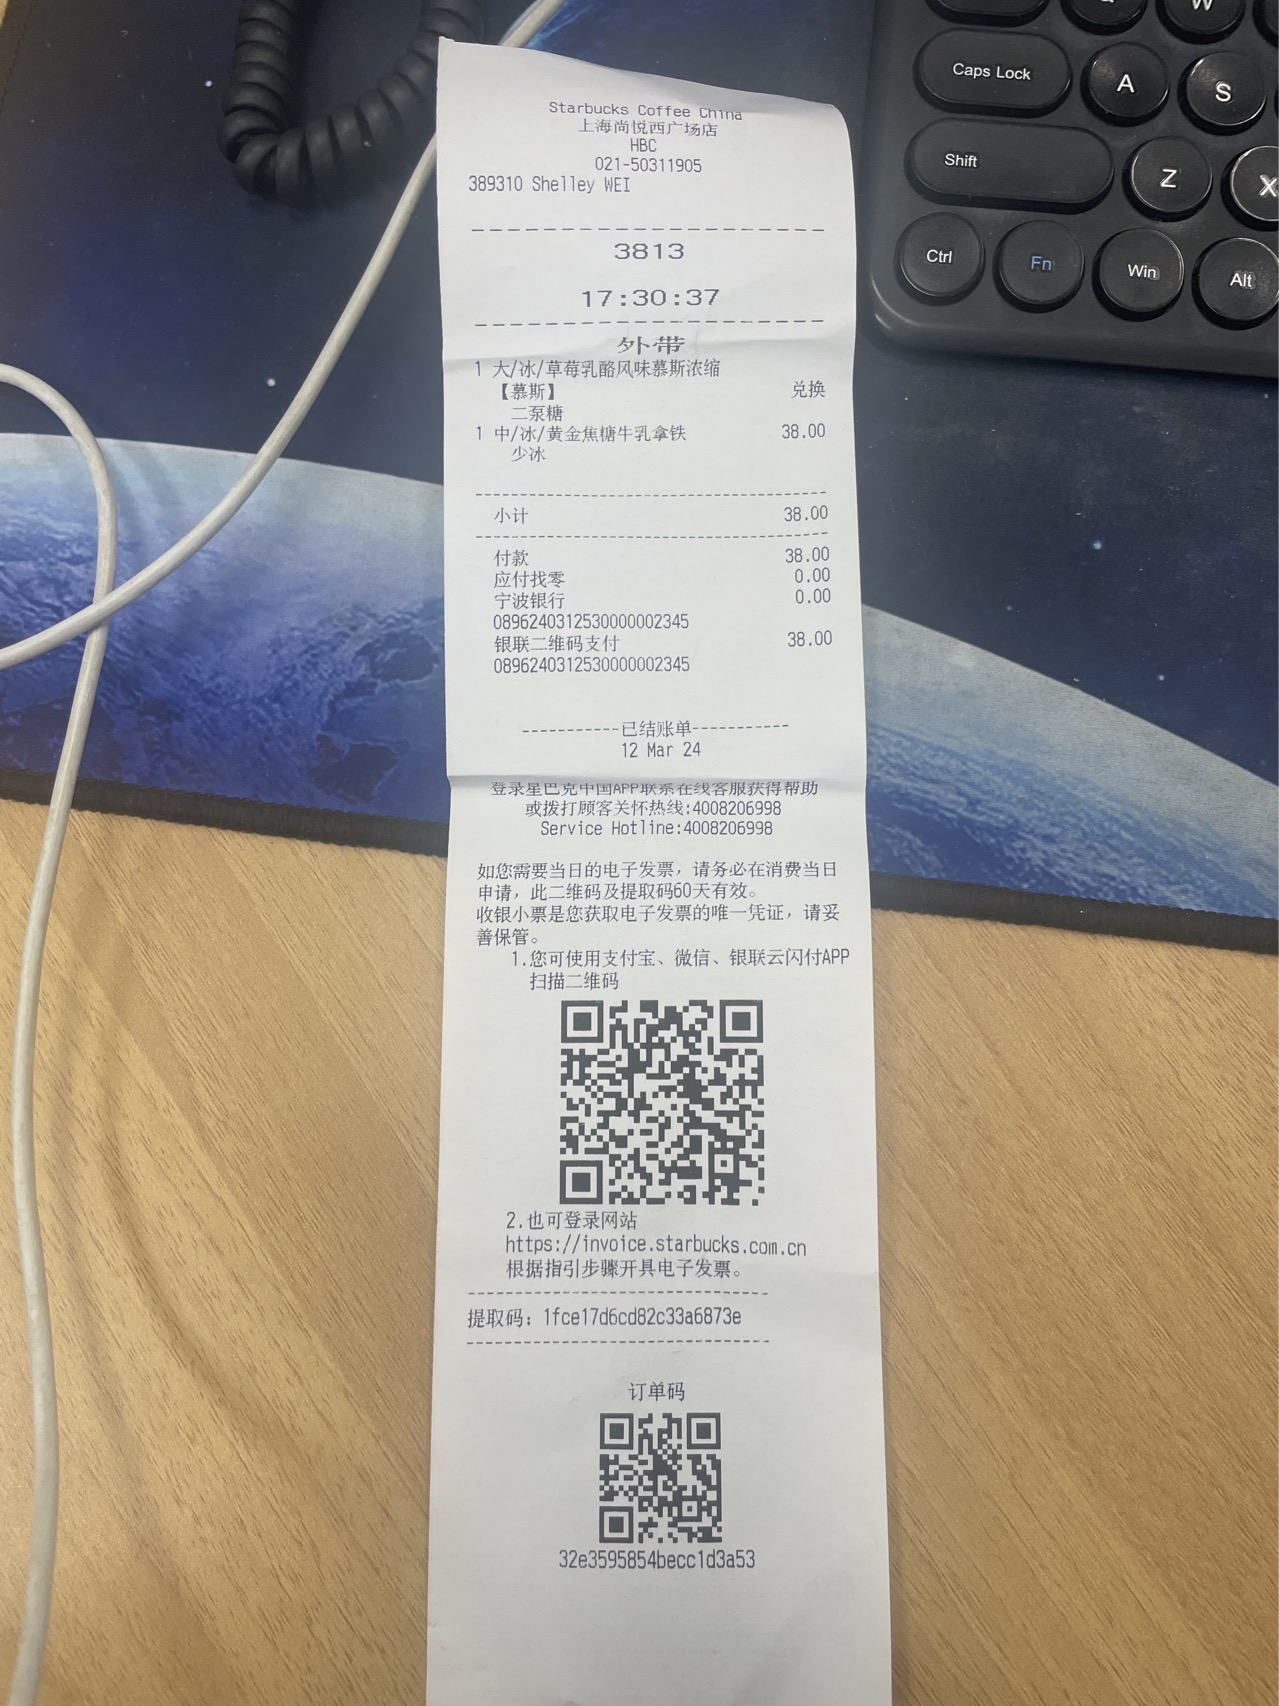 Starbucks Coffee China
上海尚悦西广场店
HBC
021-50311905
389310 Shelley WEI
3813
17:30:37
外带
1 大/冰/草莓乳酪风味慕斯浓缩
【慕斯】 兑换
二泵糖
1 中/冰/黄金焦糖牛乳拿铁 38.00
少冰
小计 38.00
付款 38.00
应付找零 0.00
宁波银行 0.00
0896240312530000002345
银联二维码支付 38.00
0896240312530000002345
-----------已结账单-----------
12 Mar 24
登录星巴克中国APP联系在线客服获得帮助
或拨打顾客关怀热线:4008206998
Service Hotline:4008206998
如您需要当日的电子发票，请务必在消费当日
申请，此二维码及提取码60天有效。
收银小票是您获取电子发票的唯一凭证，请妥
善保管。
1.您可使用支付宝、微信、银联云闪付APP
扫描二维码
2.也可登录网站
https://invoice.starbucks.com.cn
根据指引步骤开具电子发票。
提取码: 1fce17d6cd82c33a6873e
订单码
32e3595854becc1d3a53
W
Caps Lock
A
S
Shift
Z
X
Ctrl
Fn
Win
Alt